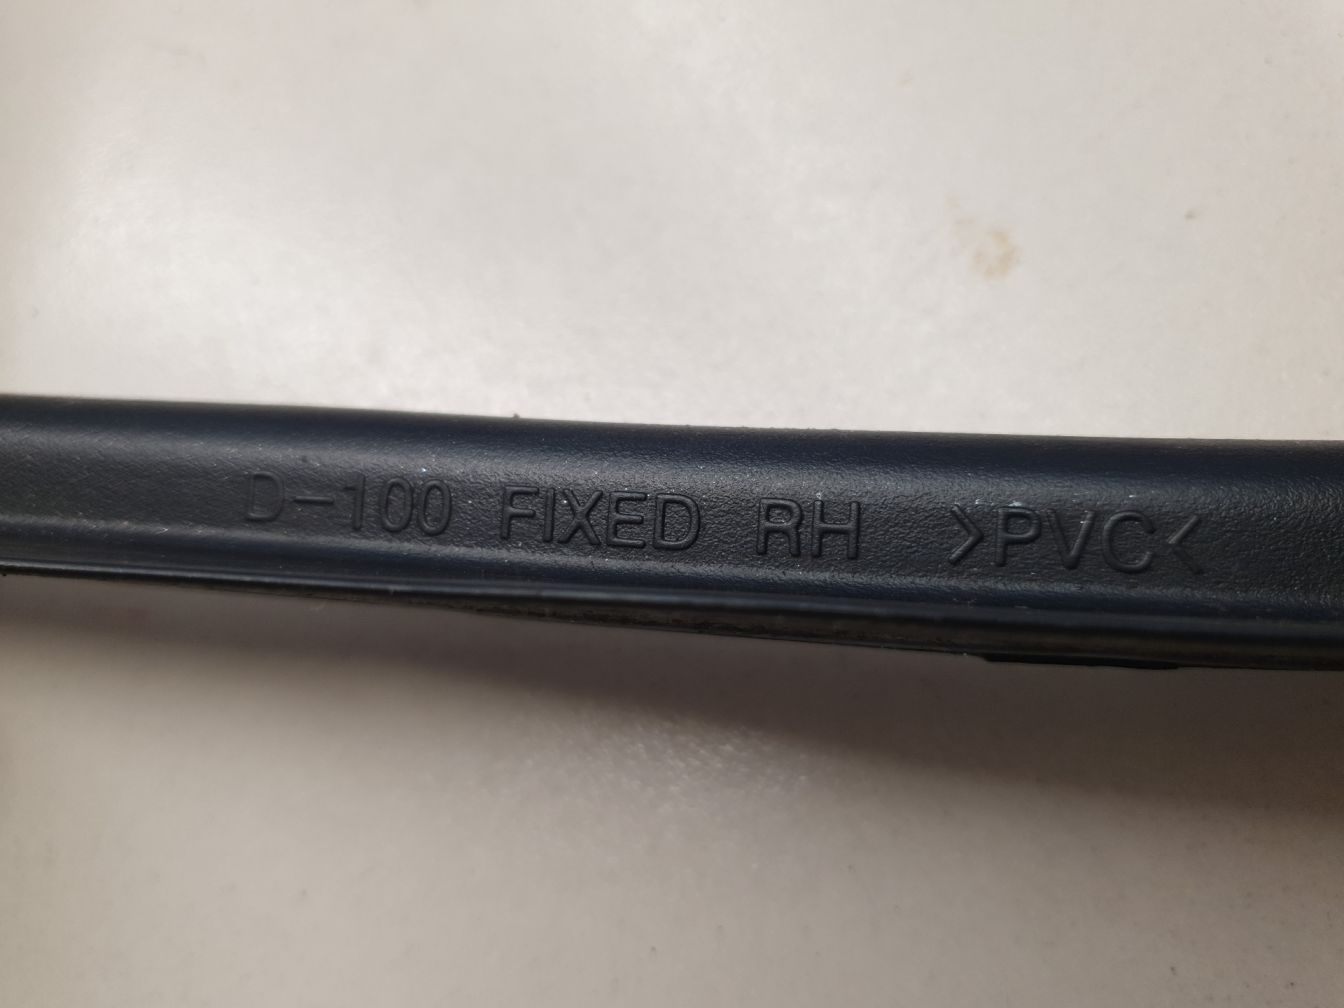 D-100 FIXED RH >PVC<